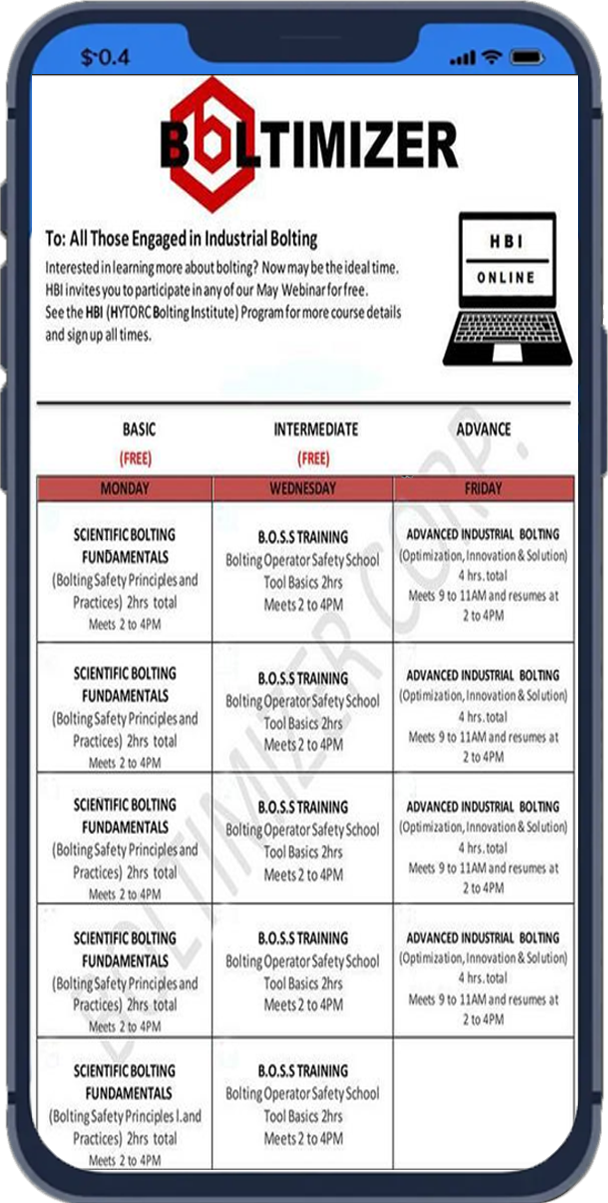 $·0.4
BOLTIMIZER
To: All Those Engaged in Industrial Bolting
Interested in learning more about bolting? Now may be the ideal time.
HBI invites you to participate in any of our May Webinar for free.
See the HBI (HYTORC Bolting Institute) Program for more course details
and sign up all times.
HBI
ONLINE
BASIC INTERMEDIATE ADVANCE
(FREE) (FREE)
MONDAY WEDNESDAY FRIDAY
SCIENTIFIC BOLTING
FUNDAMENTALS
(Bolting Safety Principles and
Practices) 2hrs total
Meets 2 to 4PM
B.O.S.S TRAINING
Bolting Operator Safety School
Tool Basics 2hrs
Meets 2 to 4PM
ADVANCED INDUSTRIAL BOLTING
(Optimization, Innovation & Solution)
4 hrs. total
Meets 9 to 11AM and resumes at
2 to 4PM
SCIENTIFIC BOLTING
FUNDAMENTALS
(Bolting Safety Principles and
Practices) 2hrs total
Meets 2 to 4PM
B.O.S.S TRAINING
Bolting Operator Safety School
Tool Basics 2hrs
Meets 2 to 4PM
ADVANCED INDUSTRIAL BOLTING
(Optimization, Innovation & Solution)
4 hrs. total
Meets 9 to 11AM and resumes at
2 to 4PM
SCIENTIFIC BOLTING
FUNDAMENTALS
(Bolting Safety Principles and
Practices) 2hrs total
Meets 2 to 4PM
B.O.S.S TRAINING
Bolting Operator Safety School
Tool Basics 2hrs
Meets 2 to 4PM
ADVANCED INDUSTRIAL BOLTING
(Optimization, Innovation & Solution)
4 hrs. total
Meets 9 to 11AM and resumes at
2 to 4PM
SCIENTIFIC BOLTING
FUNDAMENTALS
(Bolting Safety Principles and
Practices) 2hrs total
Meets 2 to 4PM
B.O.S.S TRAINING
Bolting Operator Safety School
Tool Basics 2hrs
Meets 2 to 4PM
ADVANCED INDUSTRIAL BOLTING
(Optimization, Innovation & Solution)
4 hrs. total
Meets 9 to 11AM and resumes at
2 to 4PM
SCIENTIFIC BOLTING
FUNDAMENTALS
(Bolting Safety Principles l.and
Practices) 2hrs total
Meets 2 to 4PM
B.O.S.S TRAINING
Bolting Operator Safety School
Tool Basics 2hrs
Meets 2 to 4PM
BOLTIMIZER CORP.